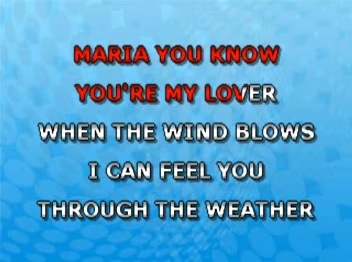 MARIA YOU KNOW
YOU'RE MY LOVER
WHEN THE WIND BLOWS
I CAN FEEL YOU
THROUGH THE WEATHER